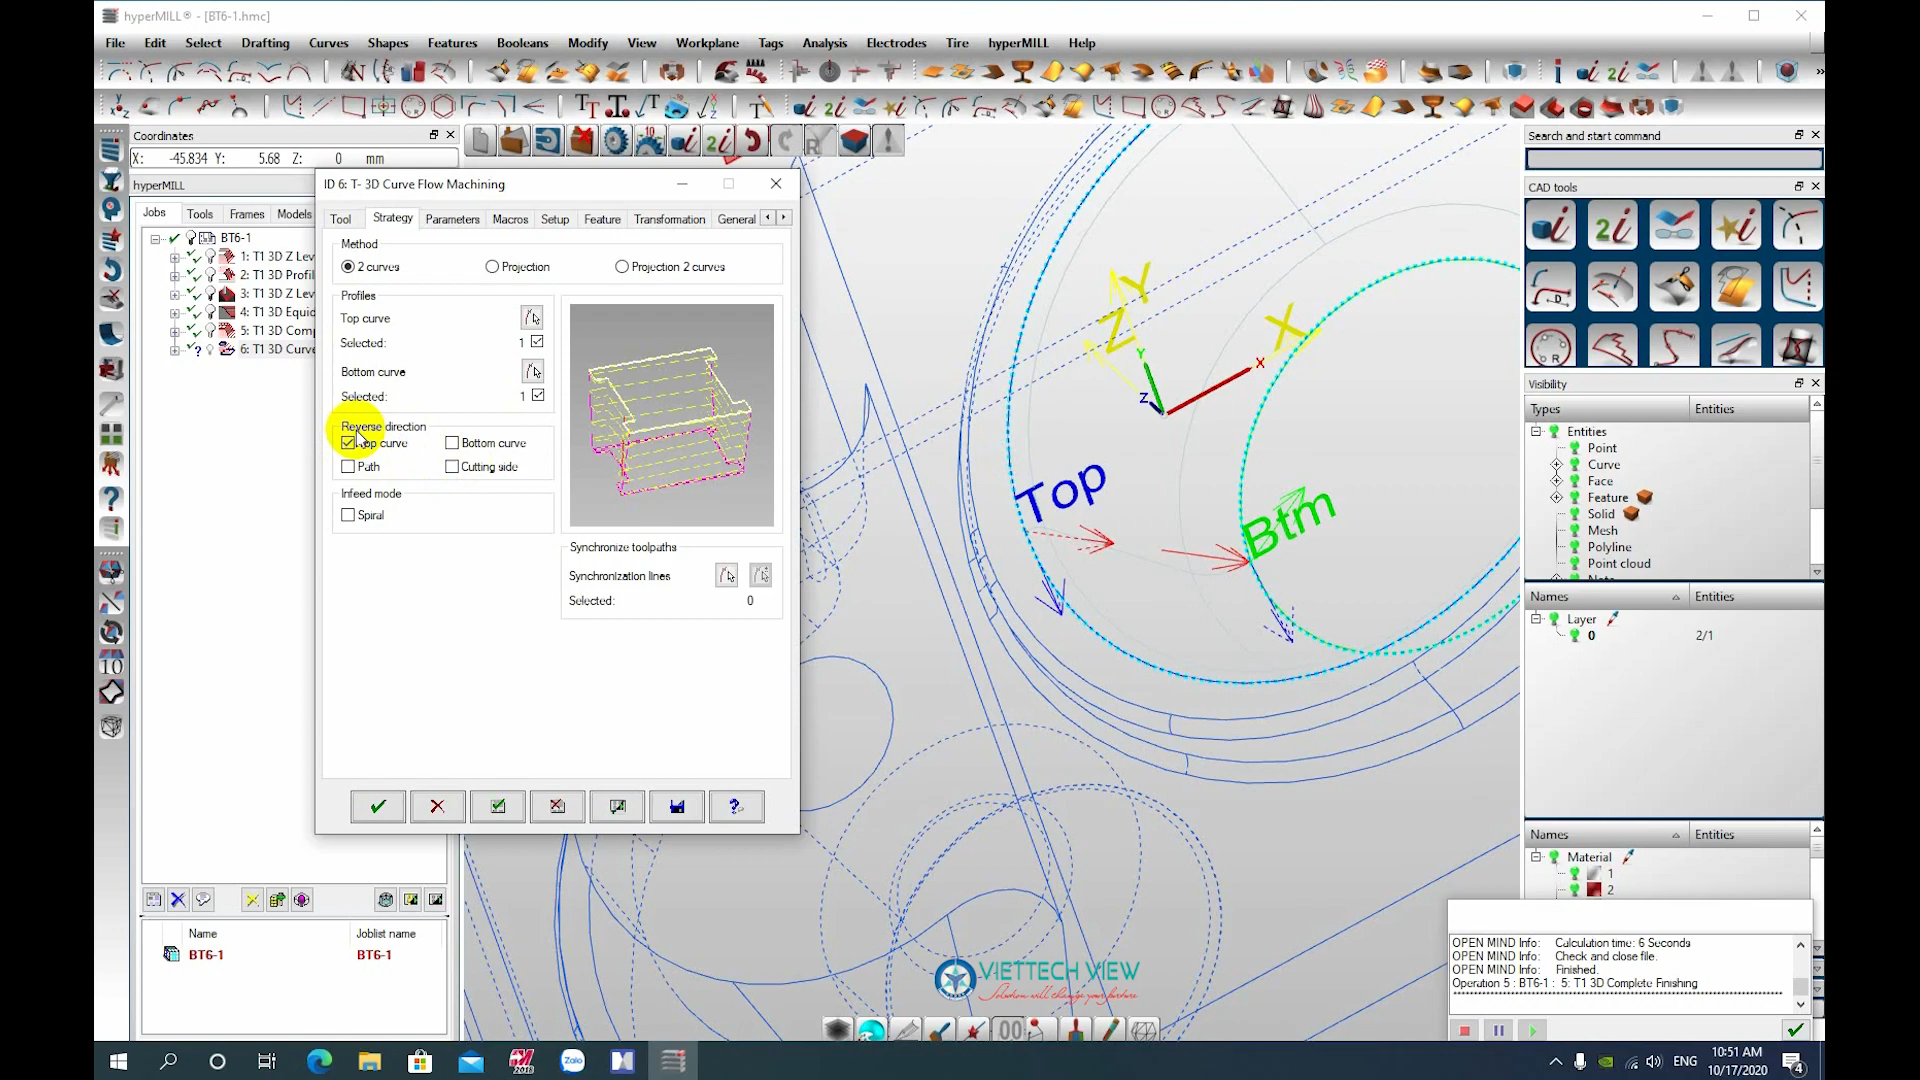 hyperMILL® - [BT6-1.hmc]
File Edit Select Drafting Curves Shapes Features Booleans Modify View Workplane Tags Analysis Electrodes Tire hyperMILL Help
Coordinates
X: -45.834 Y: 5.68 Z: 0 mm
hyperMILL
Jobs Tools Frames Models
BT6-1
1: T1 3D Z Lev
2: T1 3D Profil
3: T1 3D Z Lev
4: T1 3D Equid
5: T1 3D Comp
6: T1 3D Curve
Name Joblist name
BT6-1 BT6-1
ID 6: T- 3D Curve Flow Machining
Tool Strategy Parameters Macros Setup Feature Transformation General
Method
2 curves Projection Projection 2 curves
Profiles
Top curve
Selected: 1
Bottom curve
Selected: 1
Reverse direction
Top curve Bottom curve
Path Cutting side
Infeed mode
Spiral
Synchronize toolpaths
Synchronization lines
Selected: 0
Y
Z
X
Y
X
Z
Top
Btm
VIETTECH VIEW
Solution will change your future
Search and start command
CAD tools
Visibility
Types Entities
Entities
Point
Curve
Face
Feature
Solid
Mesh
Polyline
Point cloud
Names Entities
Layer
0 2/1
Names Entities
Material
1
2
OPEN MIND Info: Calculation time: 6 Seconds
OPEN MIND Info: Check and close file.
OPEN MIND Info: Finished.
Operation 5 : BT6-1 : 5: T1 3D Complete Finishing
2018
Zalo
ENG
10:51 AM
10/17/2020
4